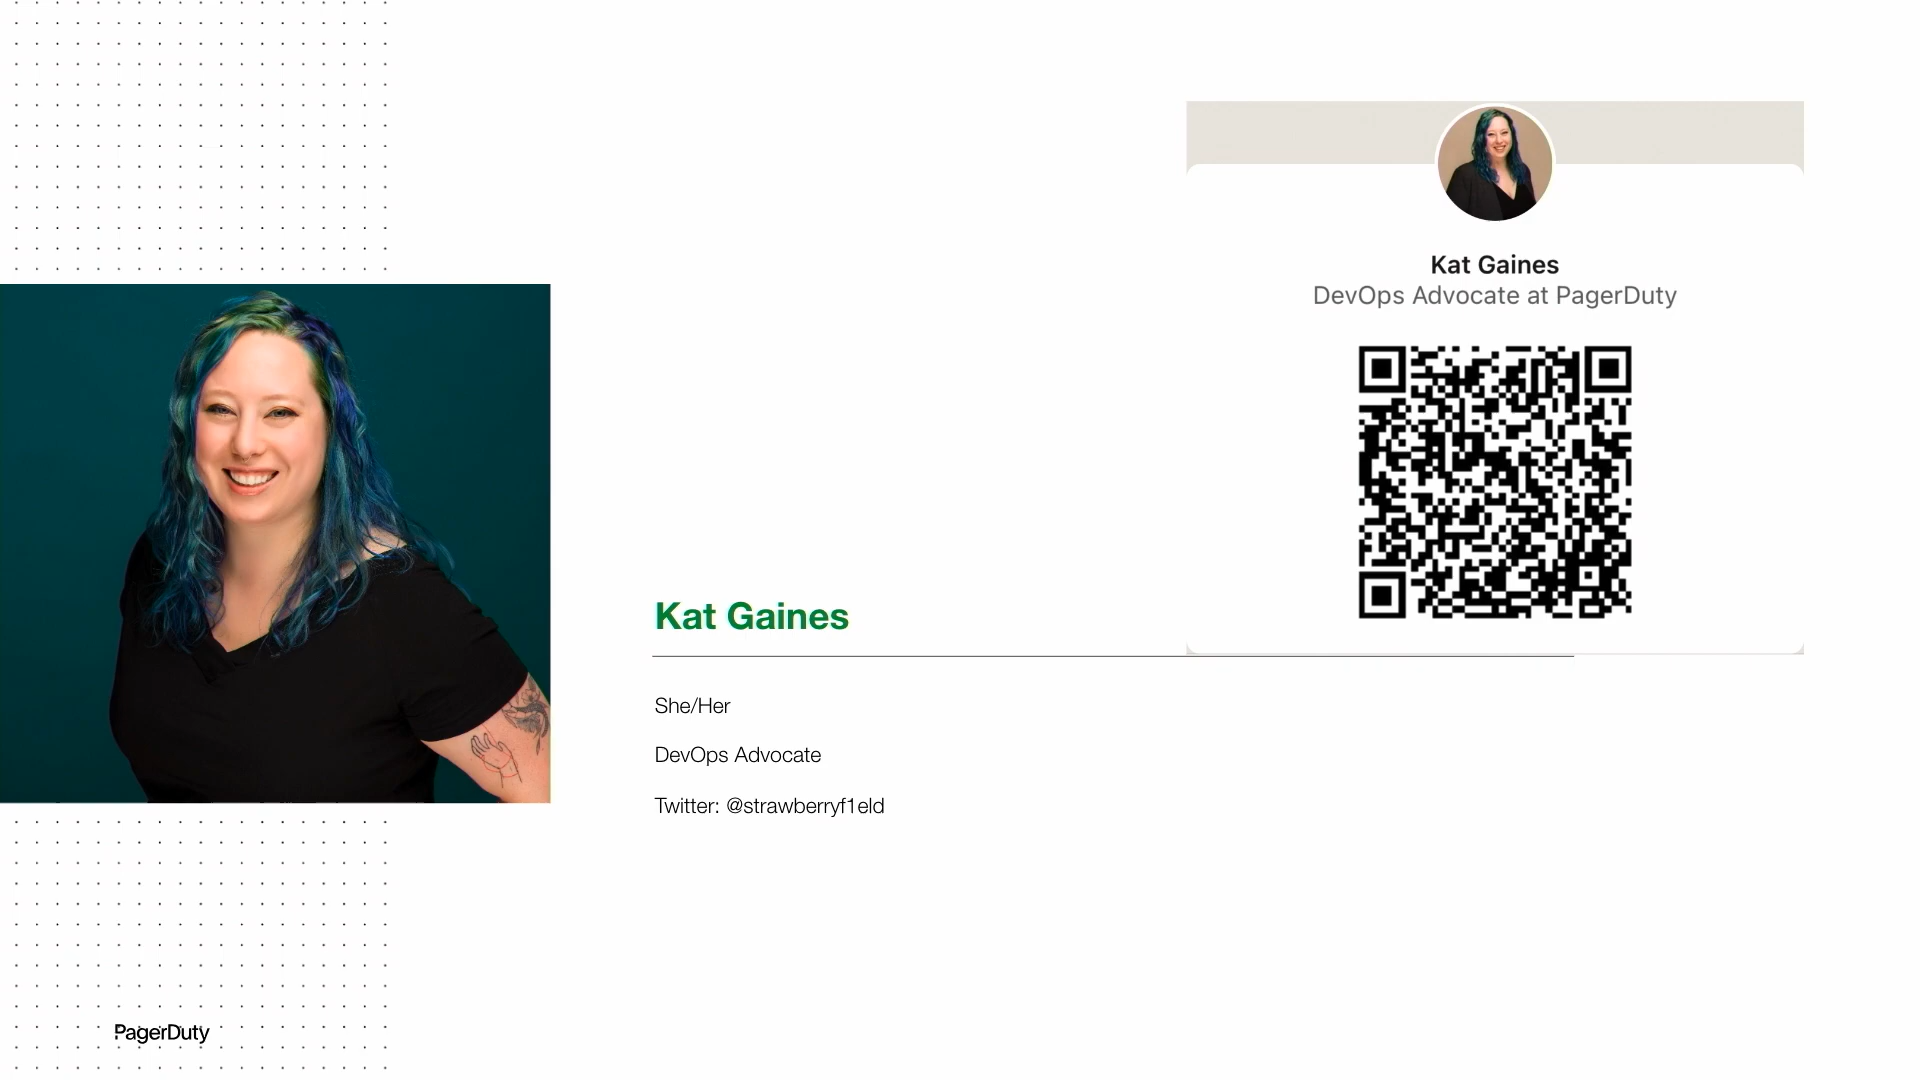 Kat Gaines
DevOps Advocate at PagerDuty
Kat Gaines
She/Her
DevOps Advocate
Twitter: @strawberryf1eld
PagerDuty